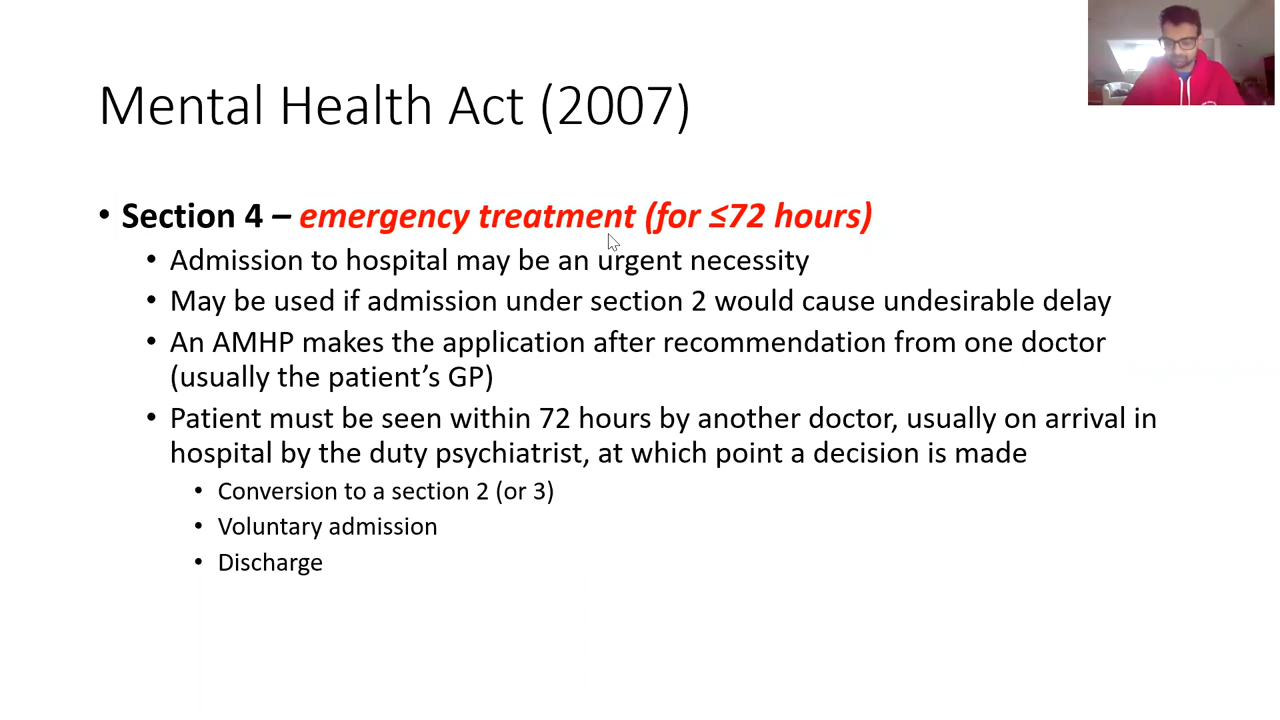 Mental Health Act (2007)
• Section 4 – emergency treatment (for ≤72 hours)
• Admission to hospital may be an urgent necessity
• May be used if admission under section 2 would cause undesirable delay
• An AMHP makes the application after recommendation from one doctor
(usually the patient’s GP)
• Patient must be seen within 72 hours by another doctor, usually on arrival in
hospital by the duty psychiatrist, at which point a decision is made
• Conversion to a section 2 (or 3)
• Voluntary admission
• Discharge